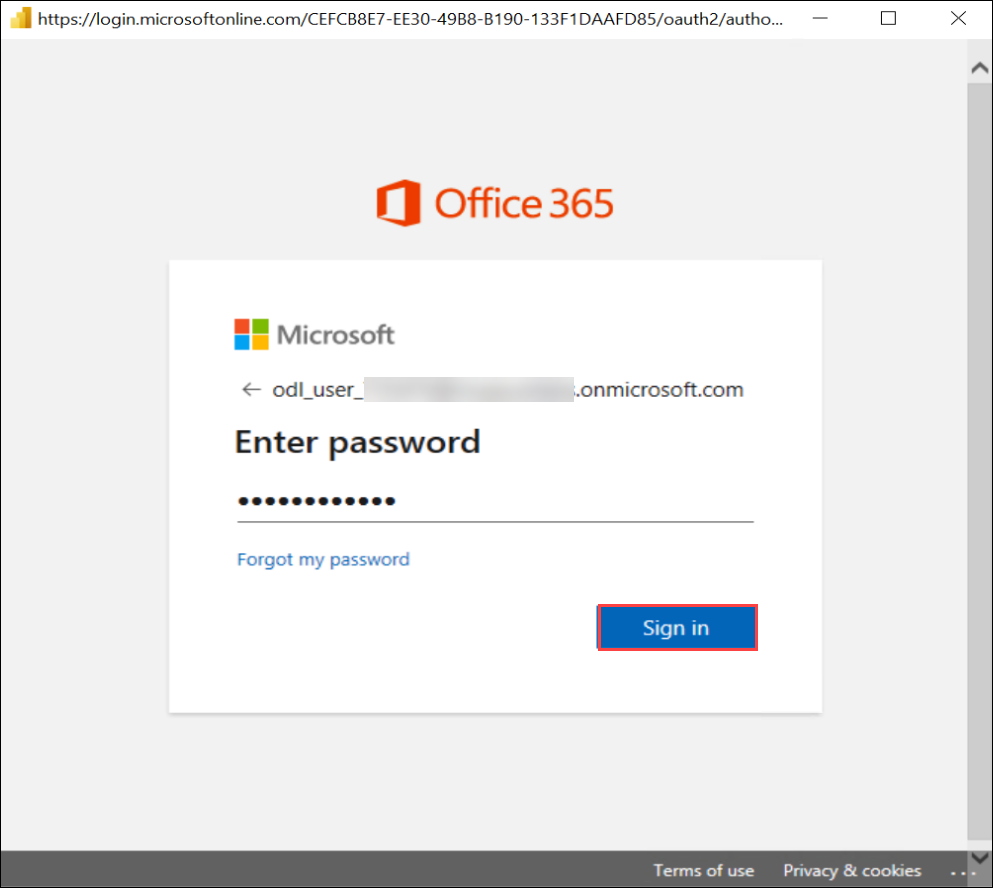 https://login.microsoftonline.com/CEFCB8E7-EE30-49B8-B190-133F1DAAFD85/oauth2/autho...
Office 365
Microsoft
← odl_user_ .onmicrosoft.com
Enter password
••••••••••••
Forgot my password
Sign in
Terms of use Privacy & cookies ...